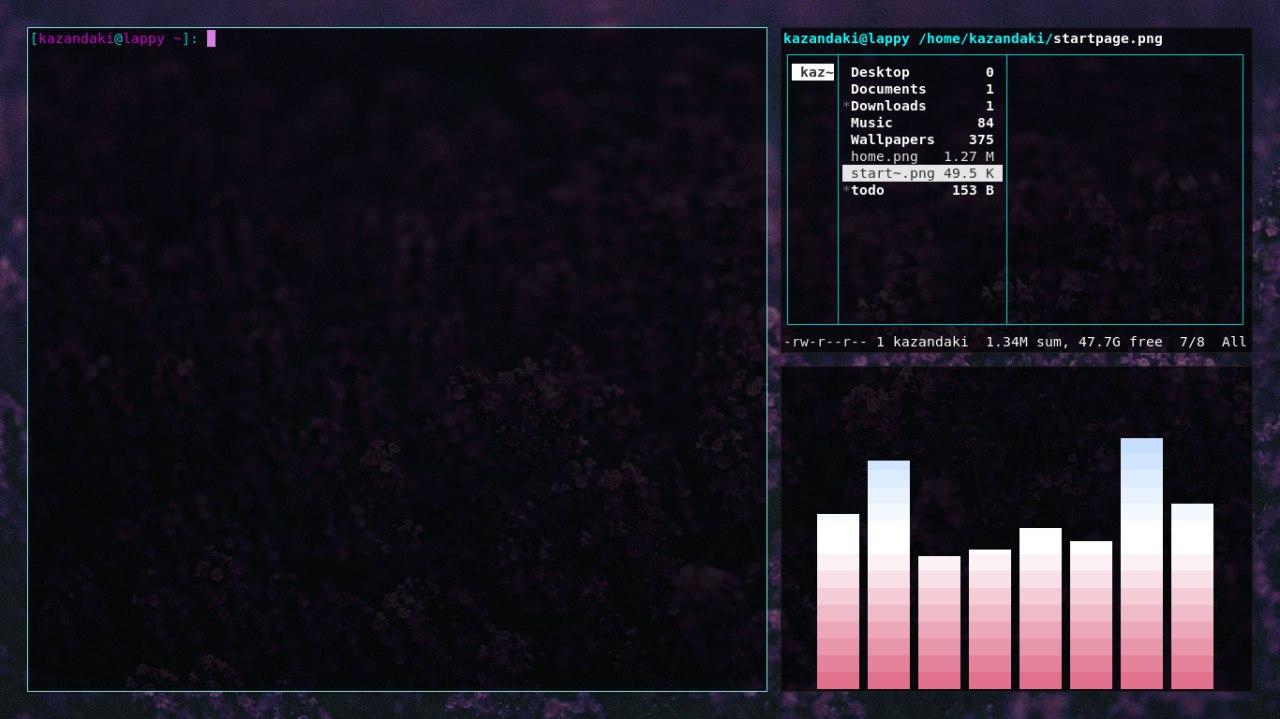 [kazandaki@lappy ~]:
kazandaki@lappy /home/kazandaki/startpage.png
kaz~
Desktop 0
Documents 1
*Downloads 1
Music 84
Wallpapers 375
home.png 1.27 M
start~.png 49.5 K
*todo 153 B
-rw-r--r-- 1 kazandaki 1.34M sum, 47.7G free 7/8 All